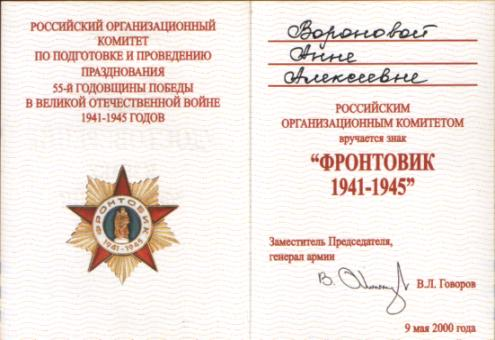 РОССИЙСКИЙ ОРГАНИЗАЦИОННЫЙ
КОМИТЕТ
ПО ПОДГОТОВКЕ И ПРОВЕДЕНИЮ
ПРАЗДНОВАНИЯ
55-Й ГОДОВЩИНЫ ПОБЕДЫ
В ВЕЛИКОЙ ОТЕЧЕСТВЕННОЙ ВОЙНЕ
1941-1945 ГОДОВ
ФРОНТОВИК
1941-1945
Вороновой
Анне
Алексеевне
РОССИЙСКИМ
ОРГАНИЗАЦИОННЫМ КОМИТЕТОМ
вручается знак
“ФРОНТОВИК
1941-1945”
Заместитель Председателя,
генерал армии
В.Л. Говоров
9 мая 2000 года